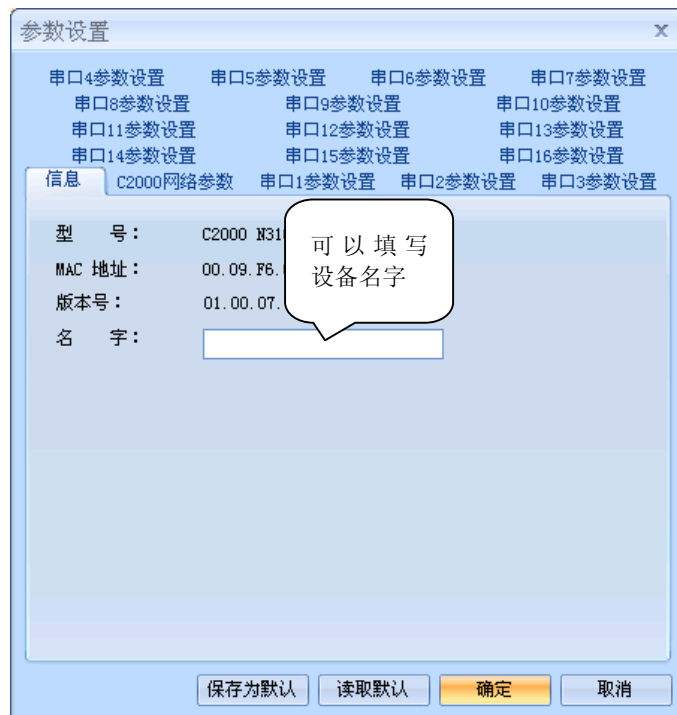 参数设置
串口4参数设置 串口5参数设置 串口6参数设置 串口7参数设置
串口8参数设置 串口9参数设置 串口10参数设置
串口11参数设置 串口12参数设置 串口13参数设置
串口14参数设置 串口15参数设置 串口16参数设置
信息 C2000网络参数 串口1参数设置 串口2参数设置 串口3参数设置
型 号： C2000
MAC 地址： 00.09.F6.
版本号： 01.00.07.
名 字：
可以填写
设备名字
保存为默认 读取默认 确定 取消